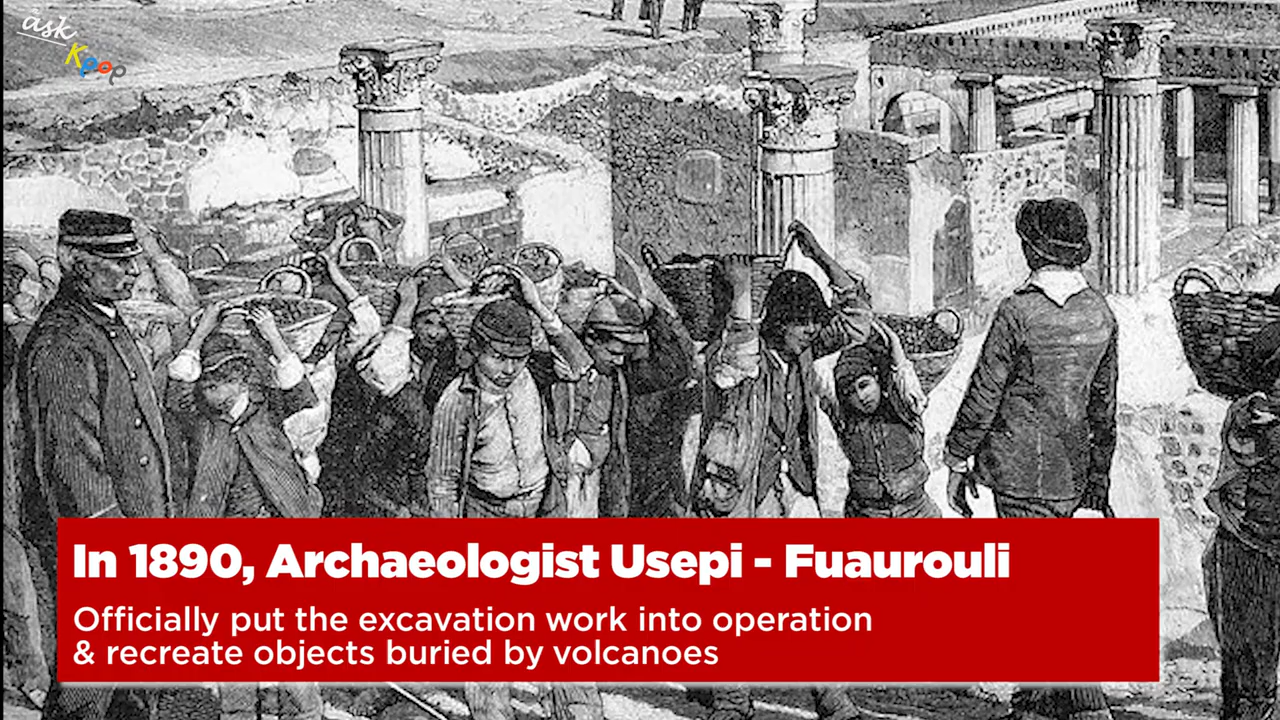 ask
Kpop
In 1890, Archaeologist Usepi - Fuaurouli
Officially put the excavation work into operation
& recreate objects buried by volcanoes